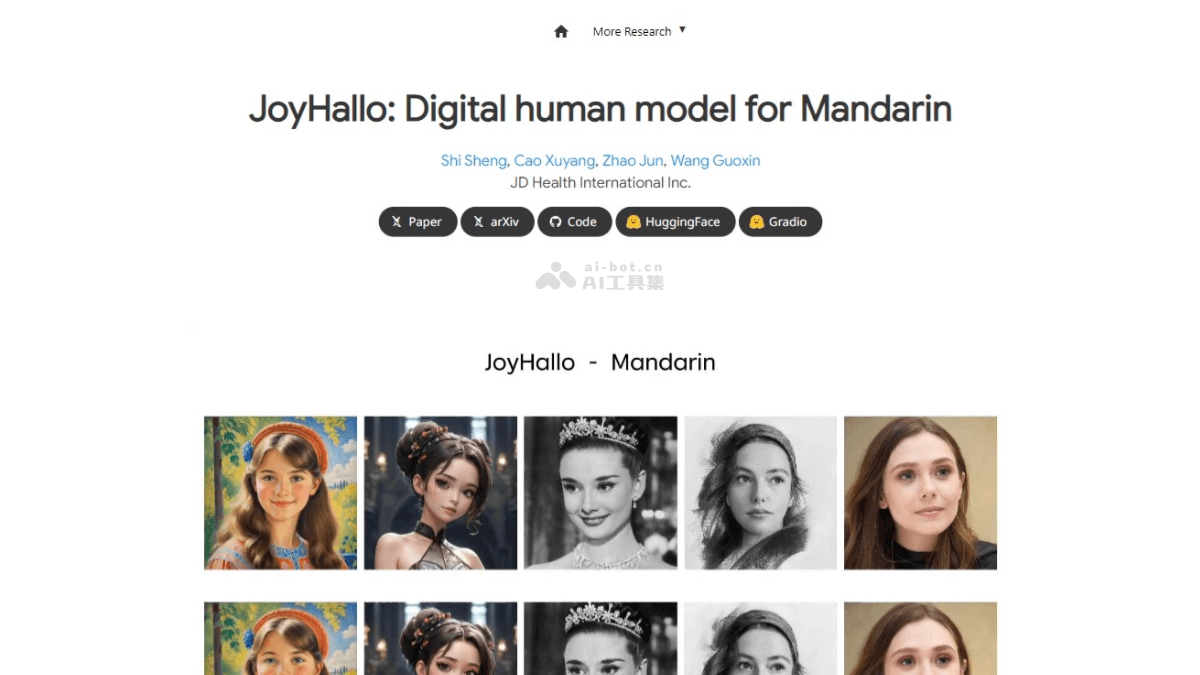 More Research ▼
JoyHallo: Digital human model for Mandarin
Shi Sheng, Cao Xuyang, Zhao Jun, Wang Guoxin
JD Health International Inc.
Paper arXiv Code HuggingFace Gradio
ai-bot.cn
AI工具集
JoyHallo - Mandarin